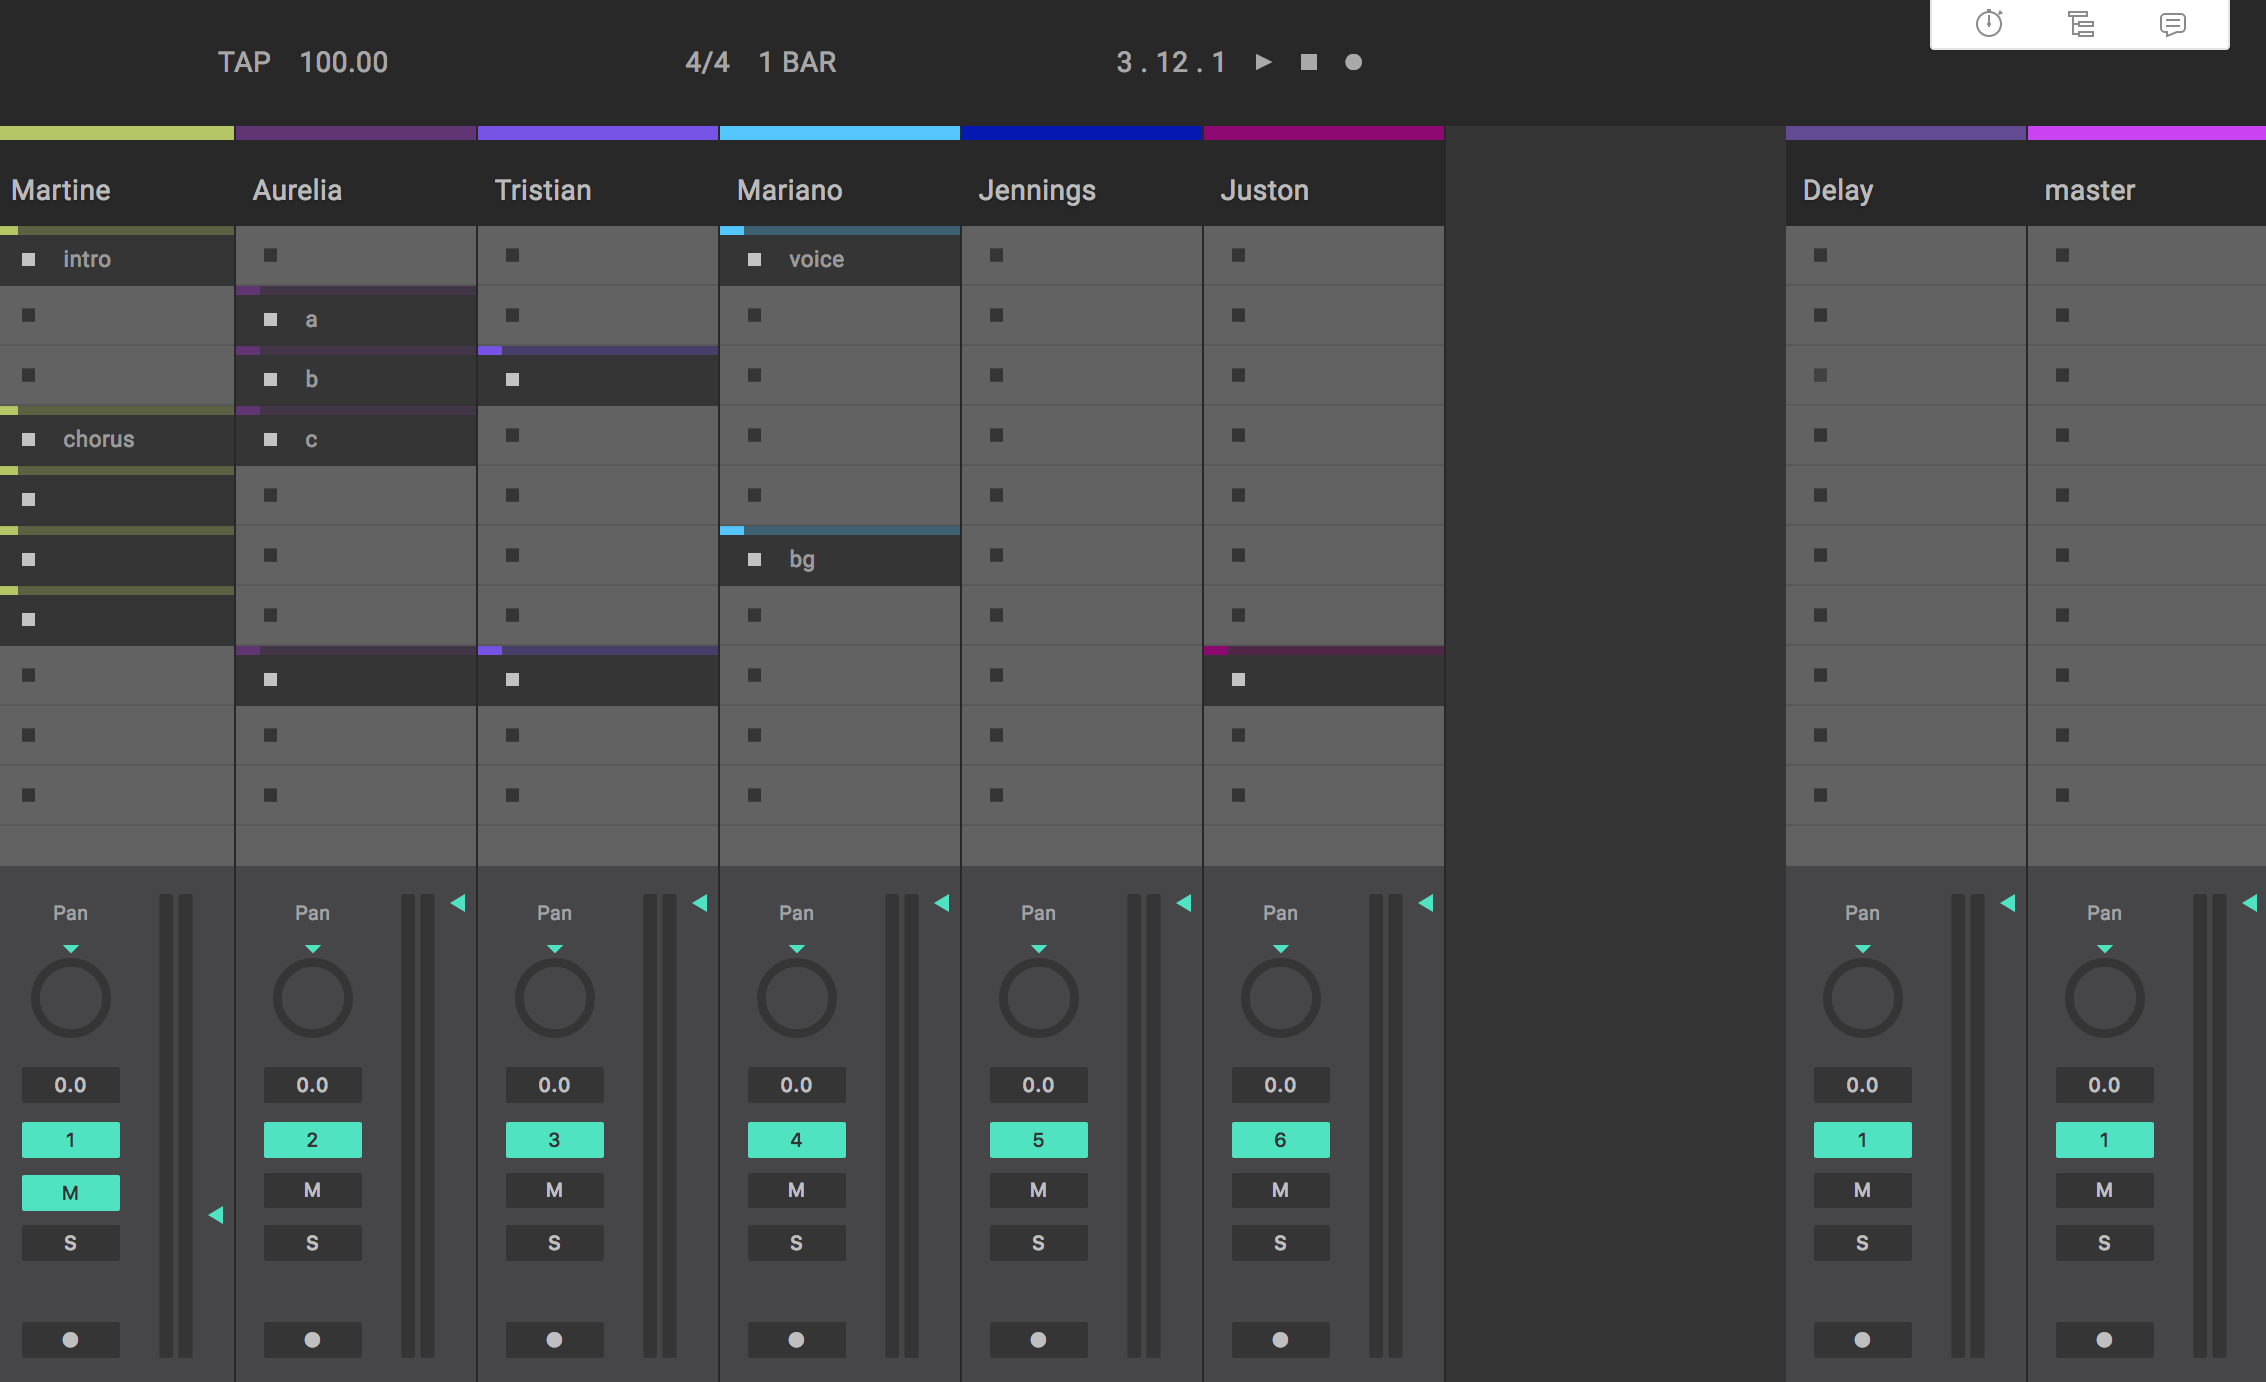 TAP 100.00 4/4 1 BAR 3 . 12 . 1
Martine Aurelia Tristian Mariano Jennings Juston Delay master
intro voice
a
b
chorus c
bg
Pan Pan Pan Pan Pan Pan Pan Pan
0.0 0.0 0.0 0.0 0.0 0.0 0.0 0.0
1 2 3 4 5 6 1 1
M M M M M M M M
S S S S S S S S